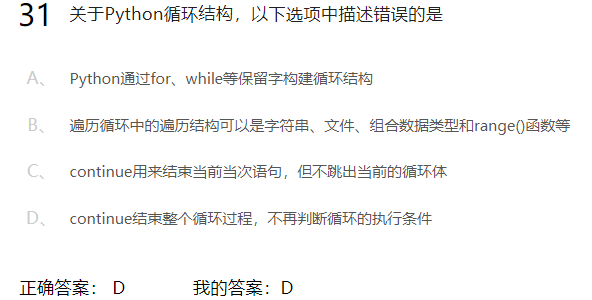 31 关于Python循环结构，以下选项中描述错误的是
A、 Python通过for、while等保留字构建循环结构
B、 遍历循环中的遍历结构可以是字符串、文件、组合数据类型和range()函数等
C、 continue用来结束当前当次语句，但不跳出当前的循环体
D、 continue结束整个循环过程，不再判断循环的执行条件
正确答案： D 我的答案：D